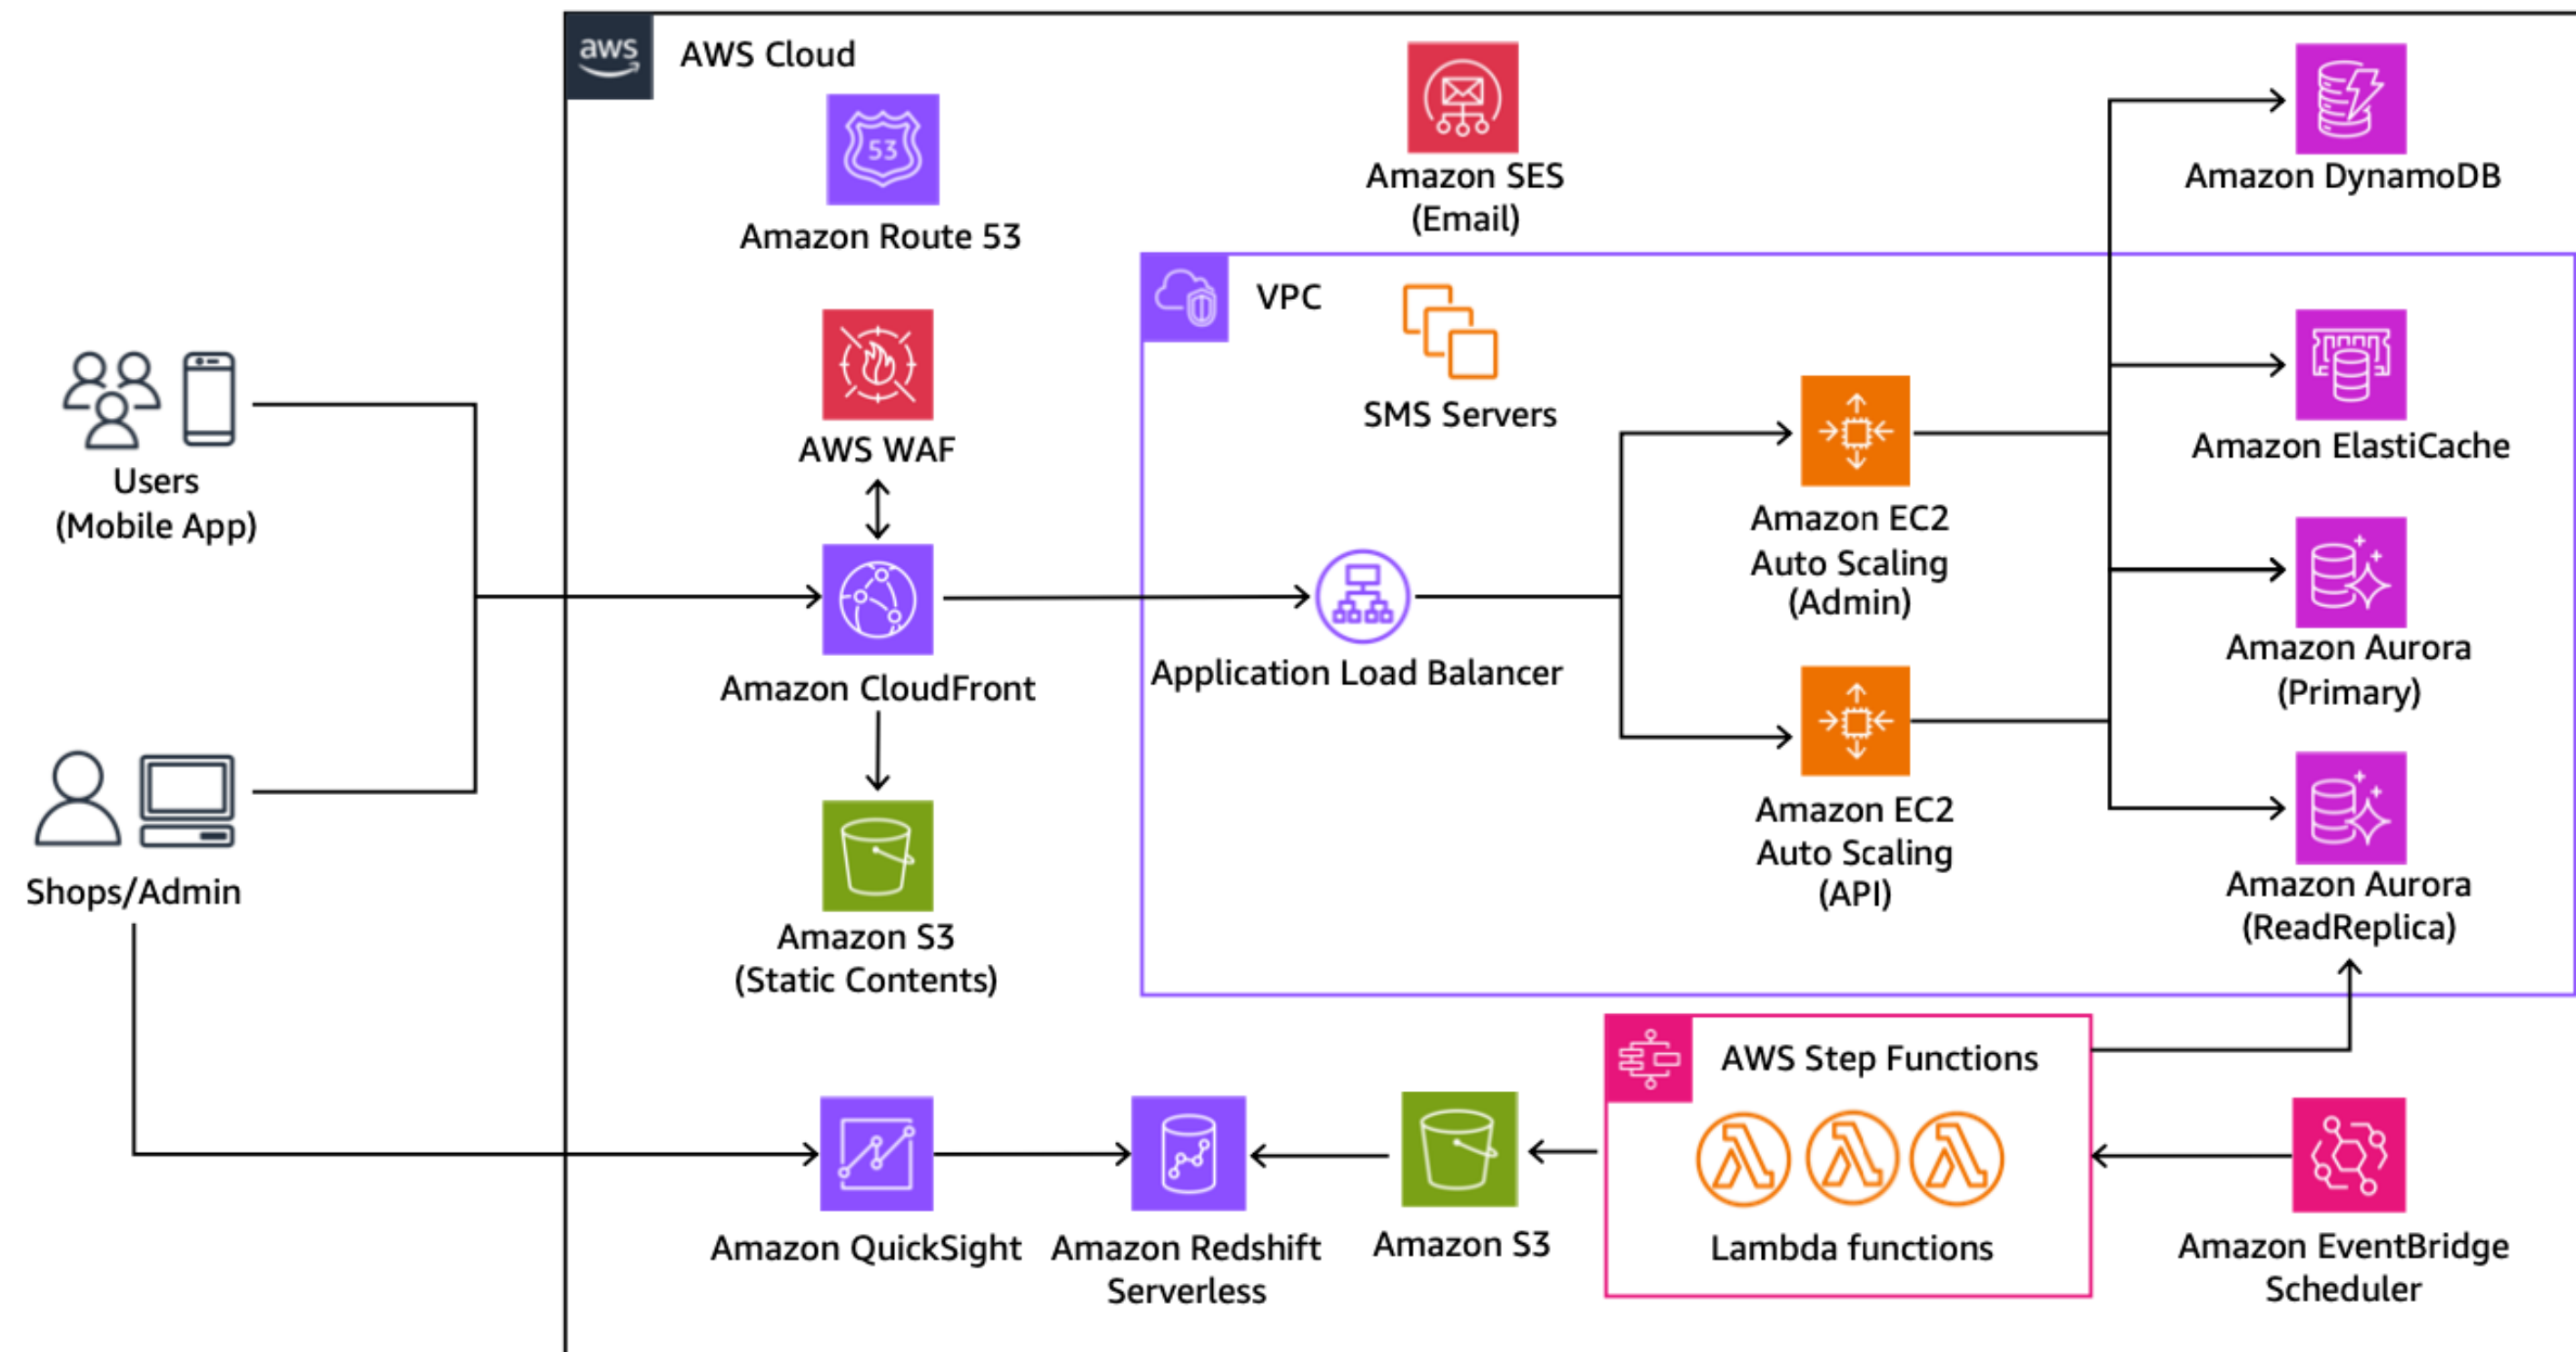 aws
AWS Cloud
53
Amazon Route 53
Amazon SES
(Email)
Amazon DynamoDB
VPC
SMS Servers
AWS WAF
Amazon ElastiCache
Users
(Mobile App)
Amazon EC2
Auto Scaling
(Admin)
Amazon CloudFront
Application Load Balancer
Amazon Aurora
(Primary)
Amazon EC2
Auto Scaling
(API)
Shops/Admin
Amazon S3
(Static Contents)
Amazon Aurora
(ReadReplica)
AWS Step Functions
Amazon QuickSight
Amazon Redshift
Serverless
Amazon S3
Lambda functions
Amazon EventBridge
Scheduler